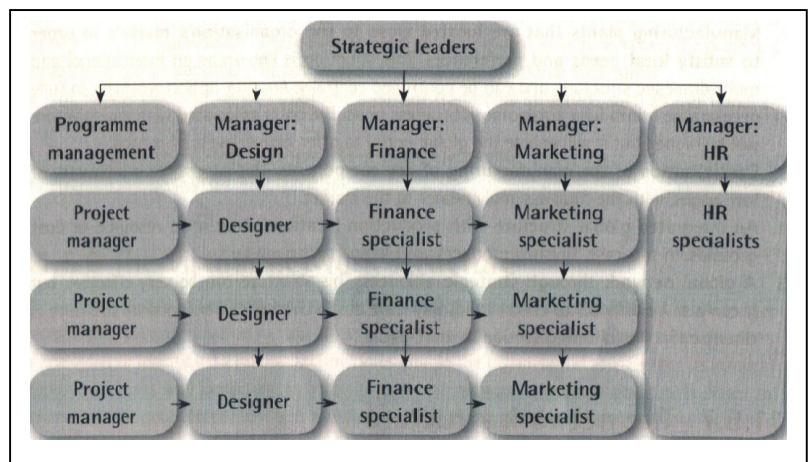 Strategic leaders
Programme
management
Manager:
Design
Manager:
Finance
Manager:
Marketing
Manager:
HR
Project
manager
Designer
Finance
specialist
Marketing
specialist
HR
specialists
Project
manager
Designer
Finance
specialist
Marketing
specialist
Project
manager
Designer
Finance
specialist
Marketing
specialist